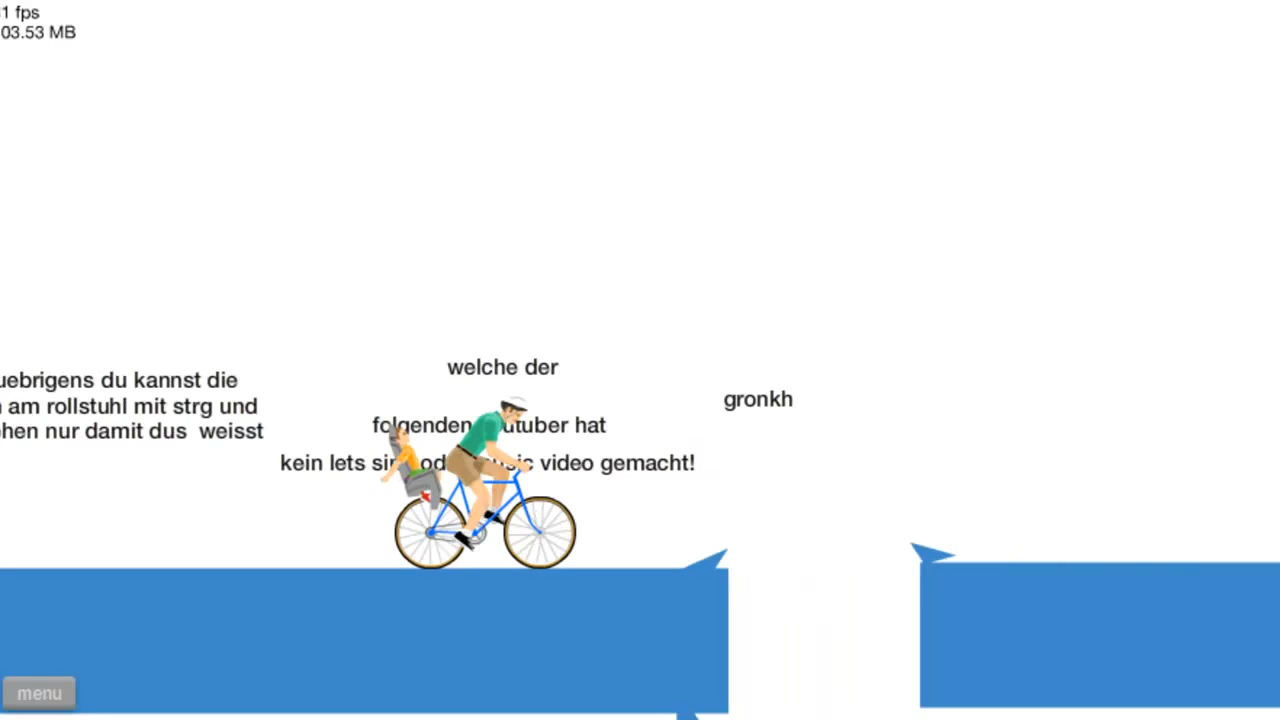 1 fps
03.53 MB
uebrigens du kannst die
am rollstuhl mit strg und
hen nur damit dus weisst
welche der
folgenden hat
kein lets video gemacht!
gronkh
menu